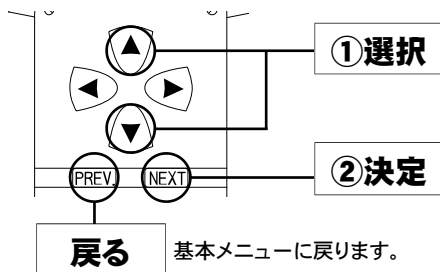 ①選択
PREV.
NEXT
②決定
戻る
基本メニューに戻ります。